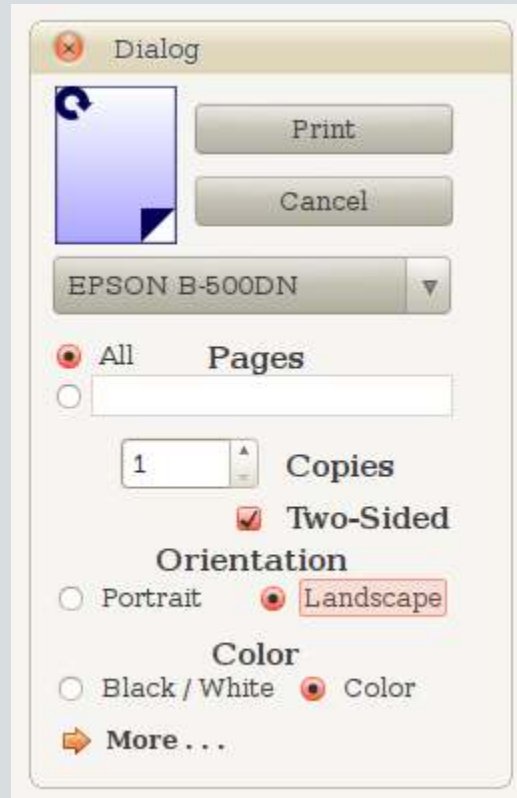 Dialog
Print
Cancel
EPSON B-500DN
All Pages
1 Copies
Two-Sided
Orientation
Portrait Landscape
Color
Black / White Color
More . . .